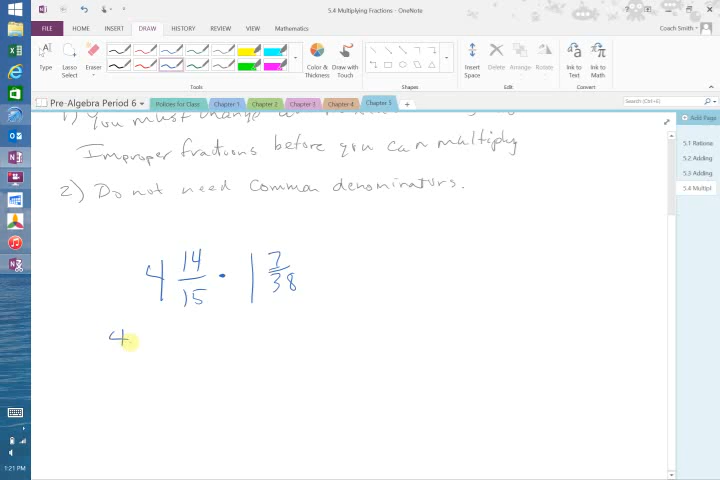 5.4 Multiplying Fractions - OneNote
FILE HOME INSERT DRAW HISTORY REVIEW VIEW Mathematics
Coach Smith
Type
Lasso Select
Eraser
Color & Thickness
Draw with Touch
Insert Space
Delete
Arrange
Rotate
Ink to Text
Ink to Math
Tools
Shapes
Edit
Convert
Pre-Algebra Period 6
Policies for Class
Chapter 1
Chapter 2
Chapter 3
Chapter 4
Chapter 5
Search (Ctrl+E)
Add Page
5.1 Rationa
5.2 Adding
5.3 Adding
5.4 Multipl
1) You must change
Improper fractions before you can multiply
2) Do not need Common denominators.
4 14/15 · 1 7/38
4
1:21 PM